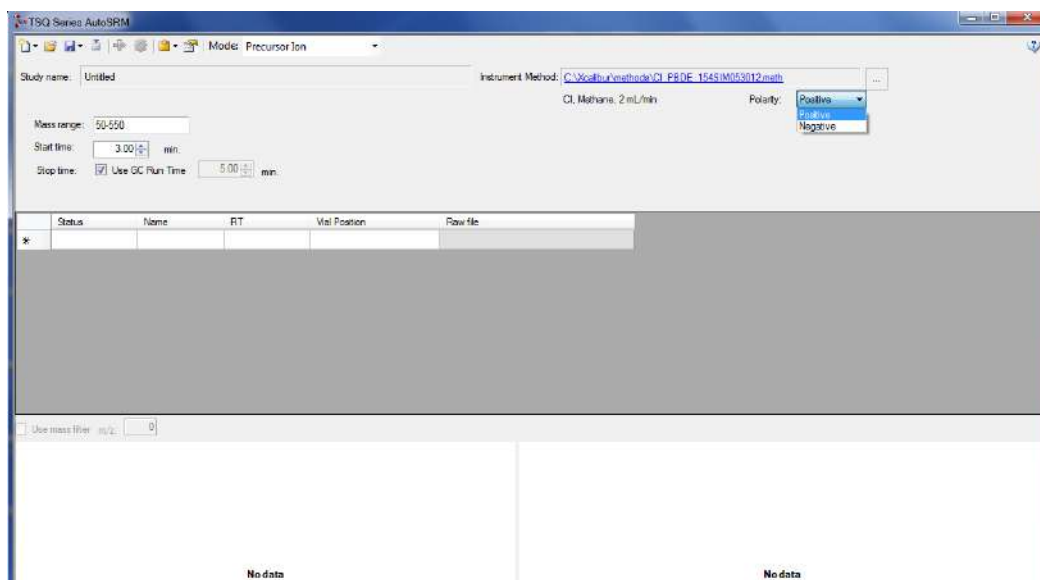 TSQ Series AutoSRM
Mode: Precursor Ion
Study name: Untitled Instrument Method: C:\Xcalibur\methods\CI_PBDE_154SIM053012.meth ...
CI, Methane, 2 mL/min Polarity: Positive
Positive
Negative
Mass range: 50-550
Start time: 3.00 min.
Stop time: Use GC Run Time 5.00 min.
Status Name RT Vial Position Raw file
Use mass filter m/z: 0
No data No data